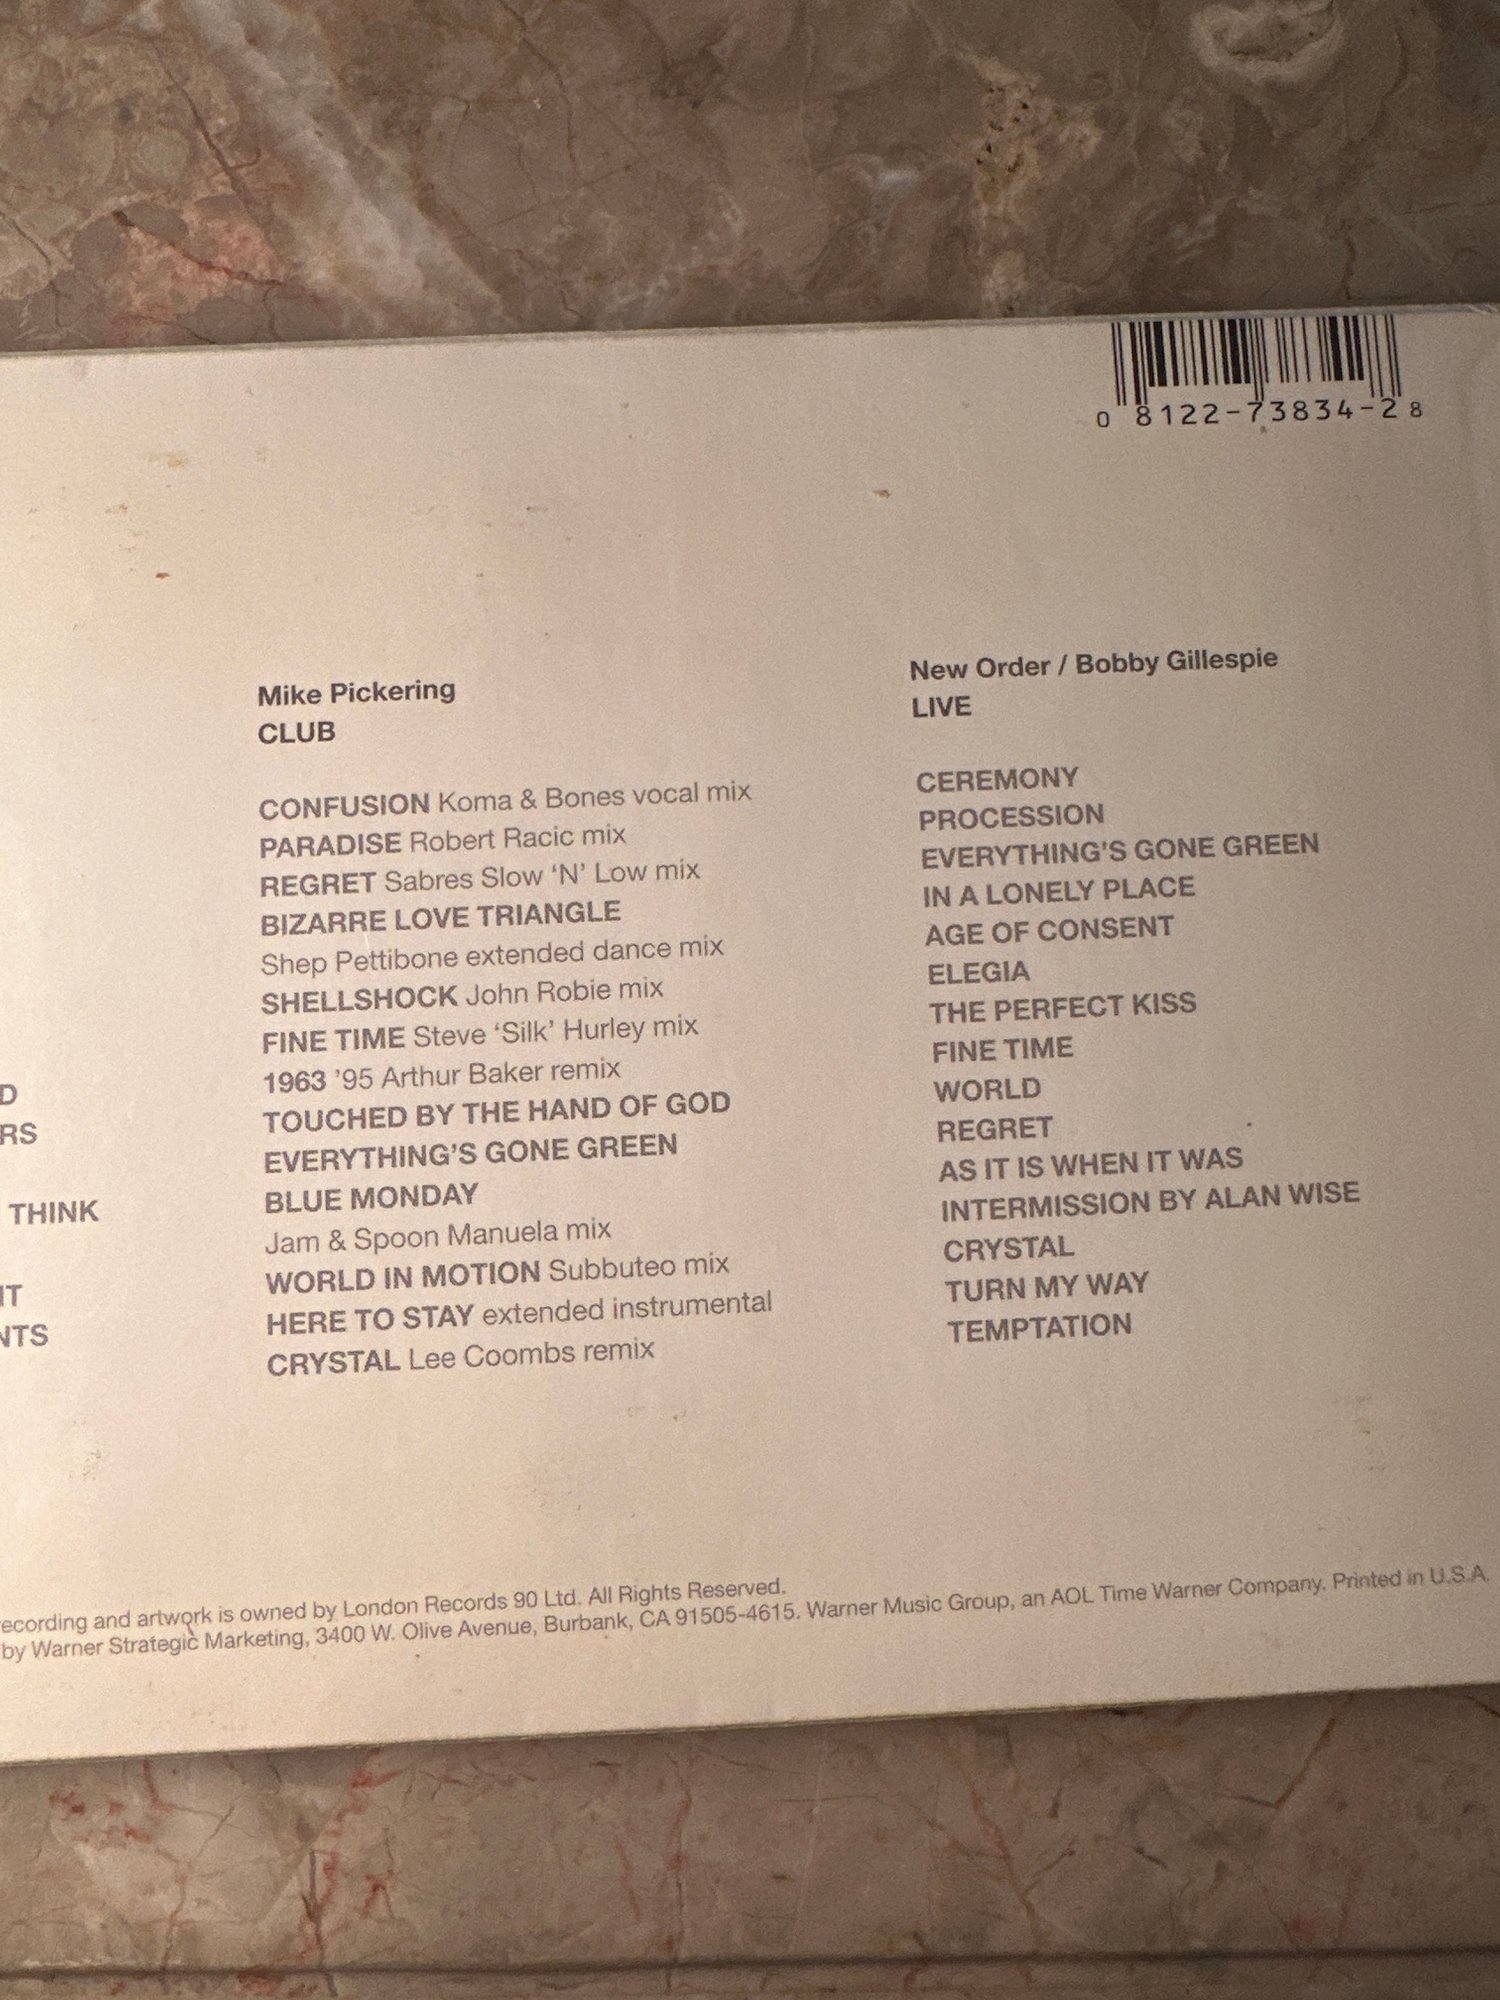 0 8122-73834-2 8
D
RS
THINK
IT
NTS
Mike Pickering
CLUB
CONFUSION Koma & Bones vocal mix
PARADISE Robert Racic mix
REGRET Sabres Slow ‘N’ Low mix
BIZARRE LOVE TRIANGLE
Shep Pettibone extended dance mix
SHELLSHOCK John Robie mix
FINE TIME Steve ‘Silk’ Hurley mix
1963 ’95 Arthur Baker remix
TOUCHED BY THE HAND OF GOD
EVERYTHING’S GONE GREEN
BLUE MONDAY
Jam & Spoon Manuela mix
WORLD IN MOTION Subbuteo mix
HERE TO STAY extended instrumental
CRYSTAL Lee Coombs remix
New Order / Bobby Gillespie
LIVE
CEREMONY
PROCESSION
EVERYTHING’S GONE GREEN
IN A LONELY PLACE
AGE OF CONSENT
ELEGIA
THE PERFECT KISS
FINE TIME
WORLD
REGRET
AS IT IS WHEN IT WAS
INTERMISSION BY ALAN WISE
CRYSTAL
TURN MY WAY
TEMPTATION
ecording and artwork is owned by London Records 90 Ltd. All Rights Reserved.
by Warner Strategic Marketing, 3400 W. Olive Avenue, Burbank, CA 91505-4615. Warner Music Group, an AOL Time Warner Company. Printed in U.S.A.